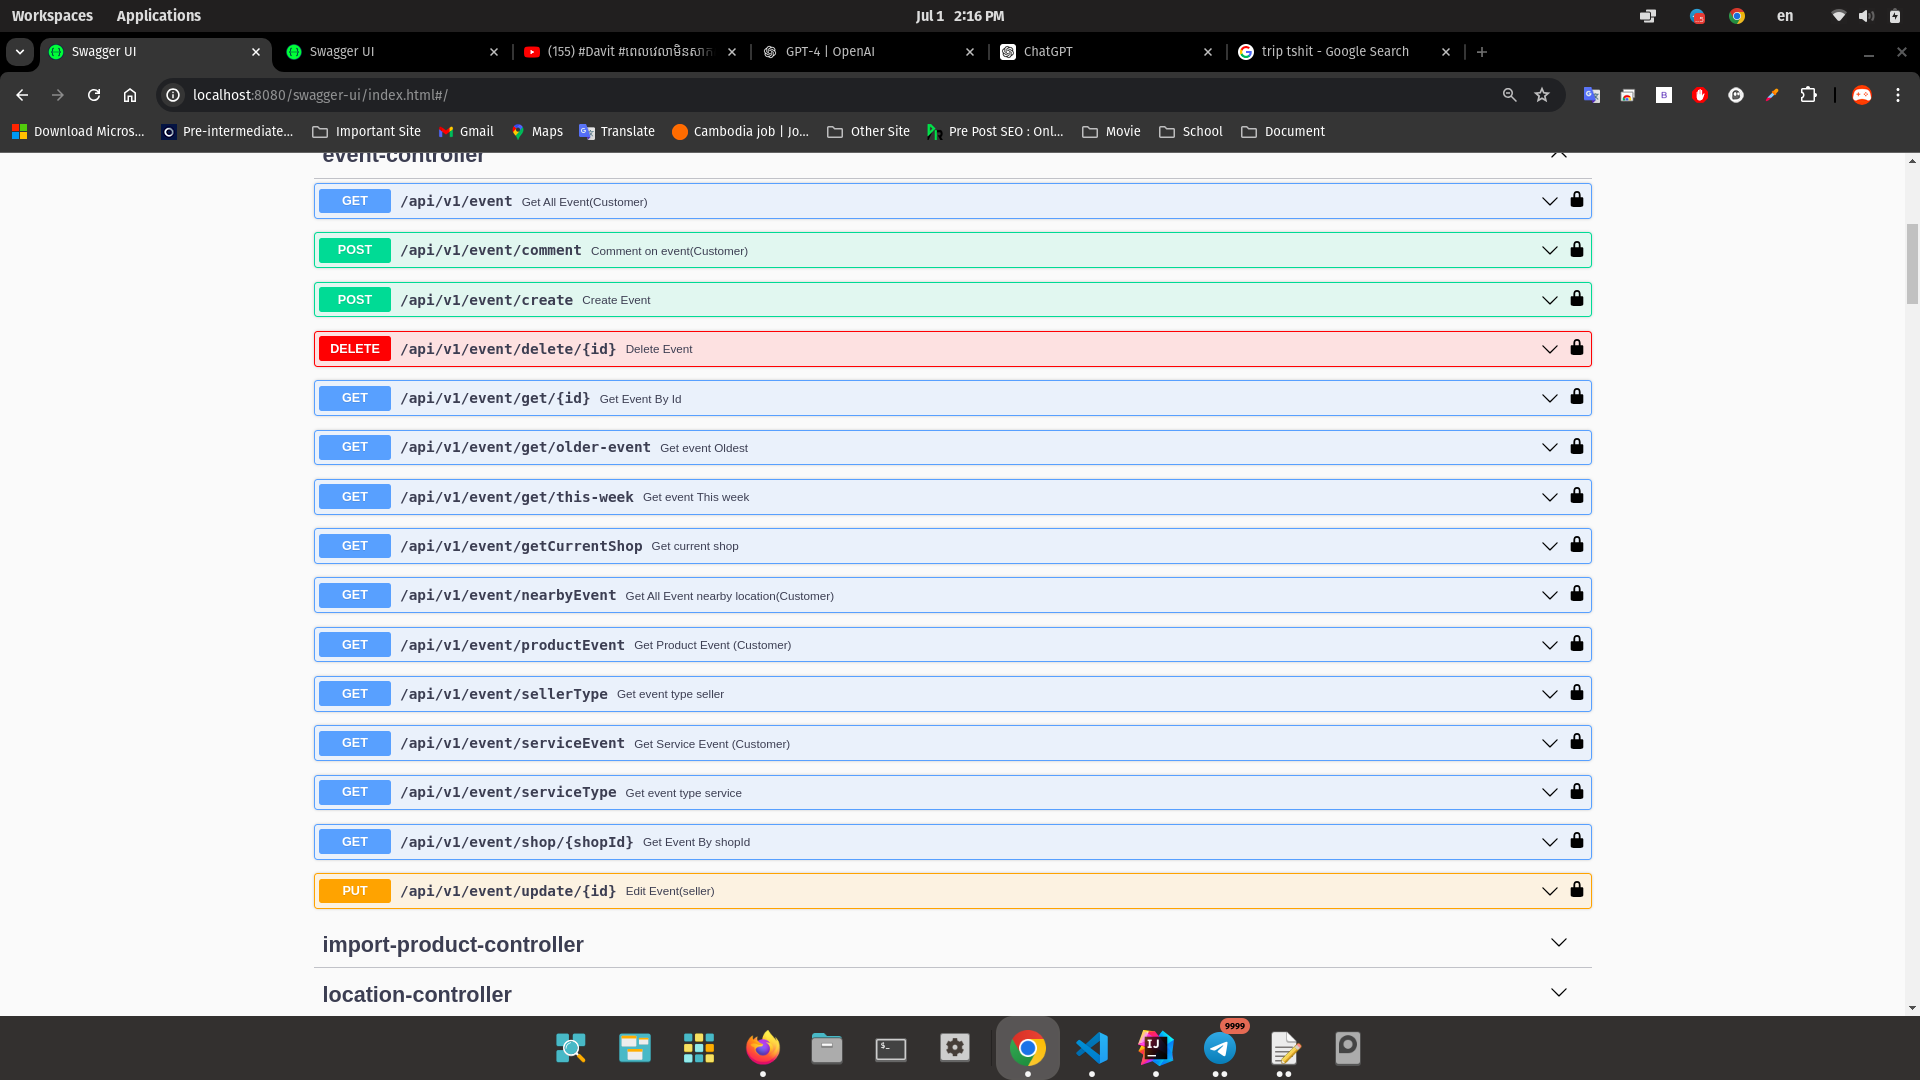 Workspaces Applications Jul 1 2:16 PM en
Swagger UI Swagger UI (155) #Davit #ពេលវេលាមិនសាក GPT-4 | OpenAI ChatGPT trip tshit - Google Search
localhost:8080/swagger-ui/index.html#/
Download Micros... Pre-intermediate... Important Site Gmail Maps Translate Cambodia job | Jo... Other Site Pre Post SEO : Onl... Movie School Document
event-controller
GET /api/v1/event Get All Event(Customer)
POST /api/v1/event/comment Comment on event(Customer)
POST /api/v1/event/create Create Event
DELETE /api/v1/event/delete/{id} Delete Event
GET /api/v1/event/get/{id} Get Event By Id
GET /api/v1/event/get/older-event Get event Oldest
GET /api/v1/event/get/this-week Get event This week
GET /api/v1/event/getCurrentShop Get current shop
GET /api/v1/event/nearbyEvent Get All Event nearby location(Customer)
GET /api/v1/event/productEvent Get Product Event (Customer)
GET /api/v1/event/sellerType Get event type seller
GET /api/v1/event/serviceEvent Get Service Event (Customer)
GET /api/v1/event/serviceType Get event type service
GET /api/v1/event/shop/{shopId} Get Event By shopId
PUT /api/v1/event/update/{id} Edit Event(seller)
import-product-controller
location-controller
9999